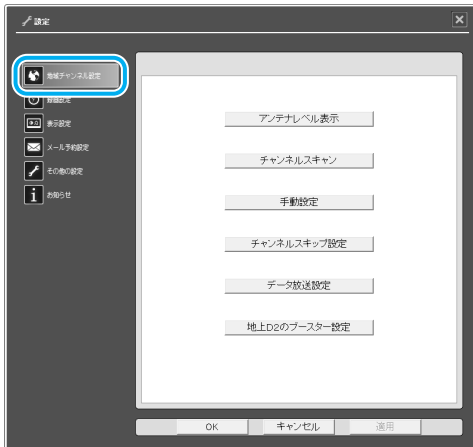 設定
地域チャンネル設定
録画設定
表示設定
メール予約設定
その他の設定
お知らせ
アンテナレベル表示
チャンネルスキャン
手動設定
チャンネルスキップ設定
データ放送設定
地上D2のブースター設定
OK キャンセル 適用